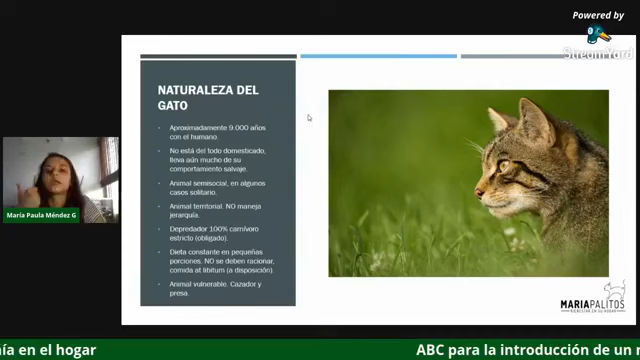 Powered by
StreamYard
NATURALEZA DEL
GATO
• Aproximadamente 9.000 años
con el humano.
• No está del todo domesticado,
lleva aún mucho de su
comportamiento salvaje.
• Animal semisocial, en algunos
casos solitario.
• Animal territorial. NO maneja
jerarquía.
• Depredador 100% carnívoro
estricto (obligado).
• Dieta constante en pequeñas
porciones. NO se deben racionar,
comida al libitum (a disposición).
• Animal vulnerable. Cazador y
presa.
María Paula Méndez G
MARIAPALITOS
BIENESTAR EN SU HOGAR
ía en el hogar
ABC para la introducción de un